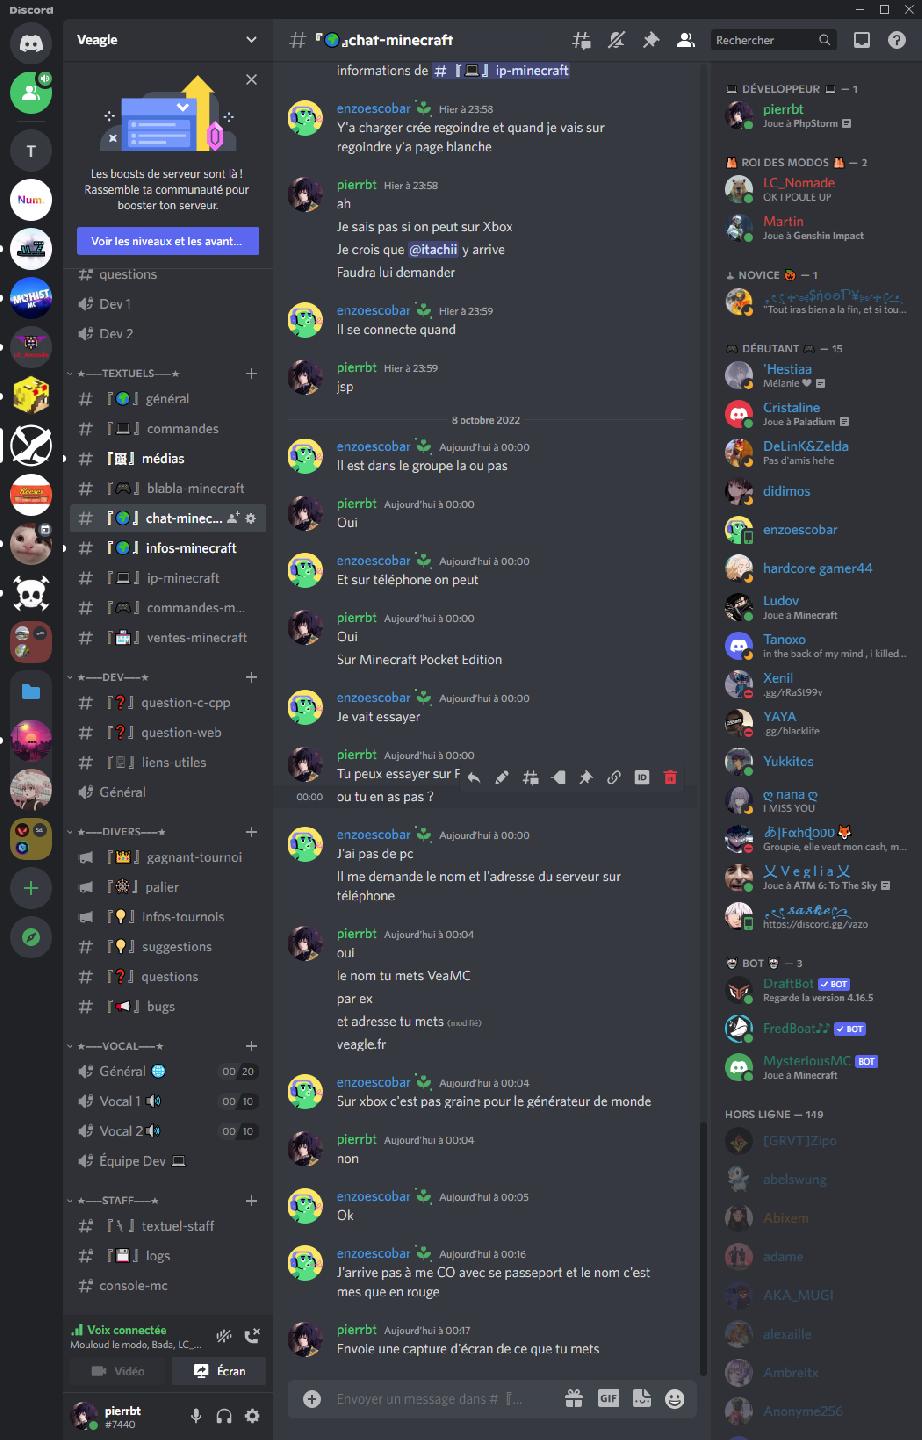 Discord
Veagle
Les boosts de serveur sont là !
Rassemble ta communauté pour
booster ton serveur.
Voir les niveaux et les avant...
questions
Dev 1
Dev 2
TEXTUELS
général
commandes
médias
blabla-minecraft
chat-minec...
infos-minecraft
ip-minecraft
commandes-m...
ventes-minecraft
DEV
question-c-cpp
question-web
liens-utiles
Général
DIVERS
gagnant-tournoi
palier
infos-tournois
suggestions
questions
bugs
VOCAL
Général
00 20
Vocal 1
00 10
Vocal 2
00 10
Équipe Dev
STAFF
textuel-staff
logs
console-mc
Voix connectée
Mouloud le modo, Bada, LC_...
Vidéo
Écran
pierrbt
#7440
T
Num.
MOHIST
MC
LC_Nomade
Reese's
# 『🌍』chat-minecraft
Rechercher
informations de # 『💻』 ip-minecraft
enzoescobar Hier à 23:58
Y'a charger crée regoindre et quand je vais sur
regoindre y'a page blanche
pierrbt Hier à 23:58
ah
Je sais pas si on peut sur Xbox
Je crois que @itachii y arrive
Faudra lui demander
enzoescobar Hier à 23:59
Il se connecte quand
pierrbt Hier à 23:59
jsp
8 octobre 2022
enzoescobar Aujourd'hui à 00:00
Il est dans le groupe la ou pas
pierrbt Aujourd'hui à 00:00
Oui
enzoescobar Aujourd'hui à 00:00
Et sur téléphone on peut
pierrbt Aujourd'hui à 00:00
Oui
Sur Minecraft Pocket Edition
enzoescobar Aujourd'hui à 00:00
Je vait essayer
pierrbt Aujourd'hui à 00:00
Tu peux essayer sur P
ID
00:00 ou tu en as pas ?
enzoescobar Aujourd'hui à 00:00
J'ai pas de pc
Il me demande le nom et l'adresse du serveur sur
téléphone
pierrbt Aujourd'hui à 00:04
oui
le nom tu mets VeaMC
par ex
et adresse tu mets (modifié)
veagle.fr
enzoescobar Aujourd'hui à 00:04
Sur xbox c'est pas graine pour le générateur de monde
pierrbt Aujourd'hui à 00:04
non
enzoescobar Aujourd'hui à 00:05
Ok
enzoescobar Aujourd'hui à 00:16
J'arrive pas à me CO avec se passeport et le nom c'est
mes que en rouge
pierrbt Aujourd'hui à 00:17
Envoie une capture d'écran de ce que tu mets
Envoyer un message dans # 『...
GIF
DÉVELOPPEUR — 1
pierrbt
Joue à PhpStorm
ROI DES MODOS — 2
LC_Nomade
OK I POULE UP
Martin
Joue à Genshin Impact
NOVICE — 1
"Tout iras bien a la fin, et si tou...
DÉBUTANT — 15
'Hestiaa
Mélanie
Cristaline
Joue à Paladium
DeLinK&Zelda
Pas d'amis hehe
didimos
enzoescobar
hardcore gamer44
Ludov
Joue à Minecraft
Tanoxo
in the back of my mind , i killed...
Xenil
.gg/rRaSt99v
YAYA
.gg/blacklife
Yukkitos
ღ nana ღ
I MISS YOU
Groupie, elle veut mon cash, m...
乂 V e g l i a 乂
Joue à ATM 6: To The Sky
https://discord.gg/vazo
BOT — 3
DraftBot BOT
Regarde la version 4.16.5
FredBoat♪♪ BOT
MysteriousMC BOT
Joue à Minecraft
HORS LIGNE — 149
[GRVT]Zipo
abelswung
Abixem
adame
AKA_MUGI
alexaille
Ambreitx
Anonyme256